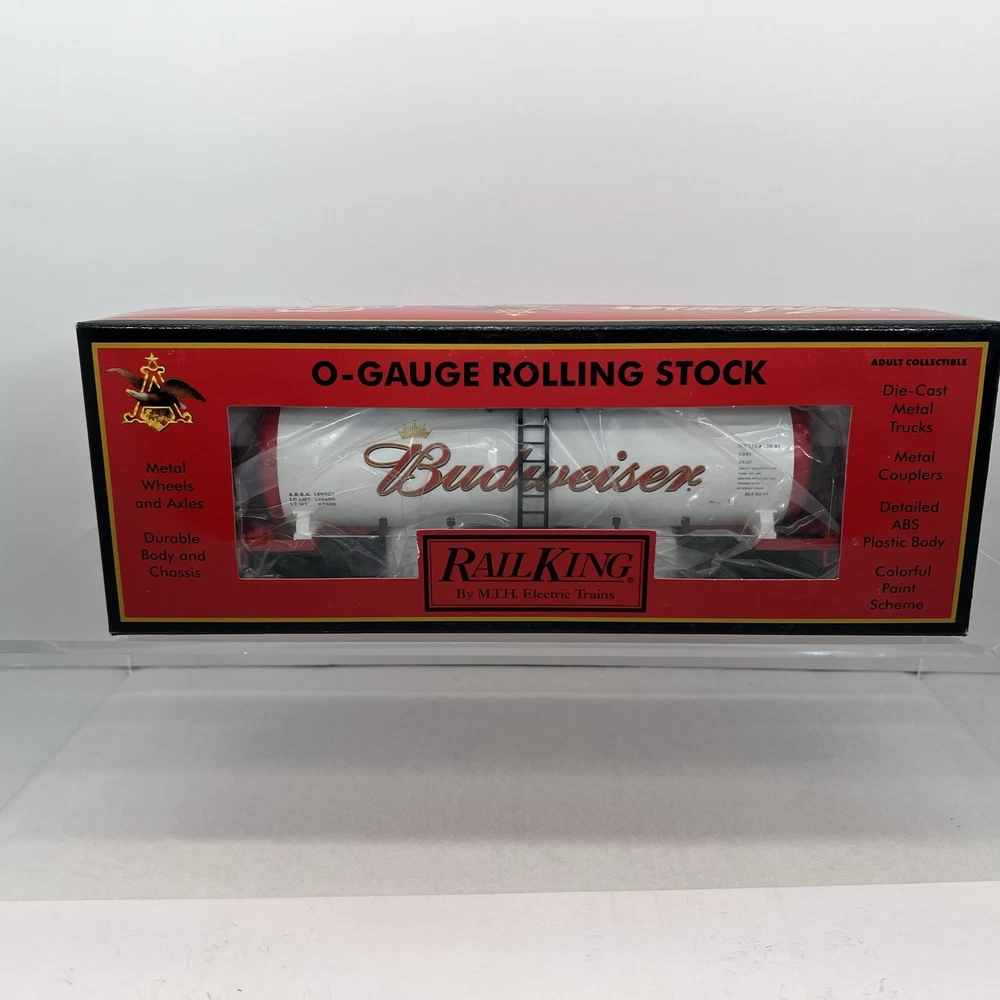 O-GAUGE ROLLING STOCK
ADULT COLLECTIBLE
Metal
Wheels
and Axles
Durable
Body and
Chassis
Budweiser
RAILKING®
By M.T.H. Electric Trains
Die-Cast
Metal
Trucks
Metal
Couplers
Detailed
ABS
Plastic Body
Colorful
Paint
Scheme